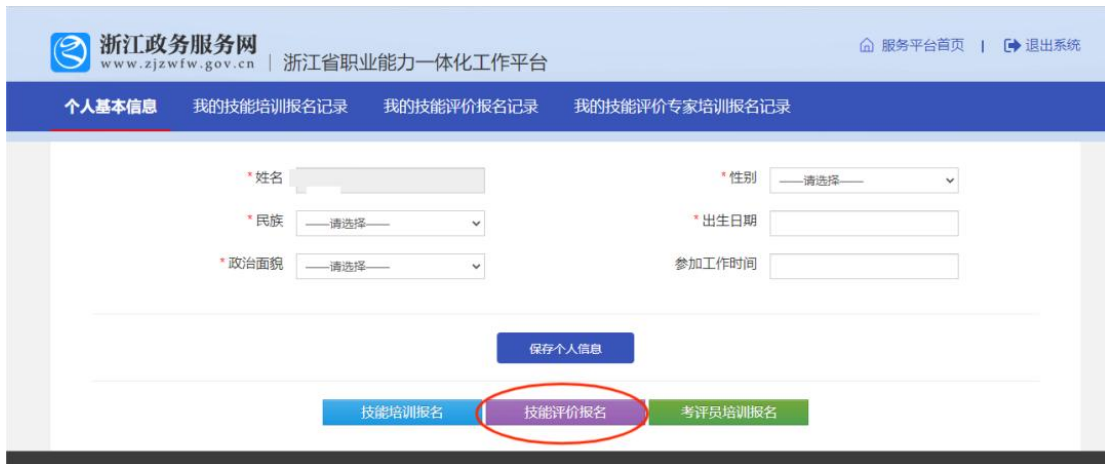 浙江政务服务网
www.zjzwfw.gov.cn | 浙江省职业能力一体化工作平台
服务平台首页 | 退出系统
个人基本信息 我的技能培训报名记录 我的技能评价报名记录 我的技能评价专家培训报名记录
*姓名 *性别 ——请选择——
*民族 ——请选择—— *出生日期
*政治面貌 ——请选择—— 参加工作时间
保存个人信息
技能培训报名 技能评价报名 考评员培训报名